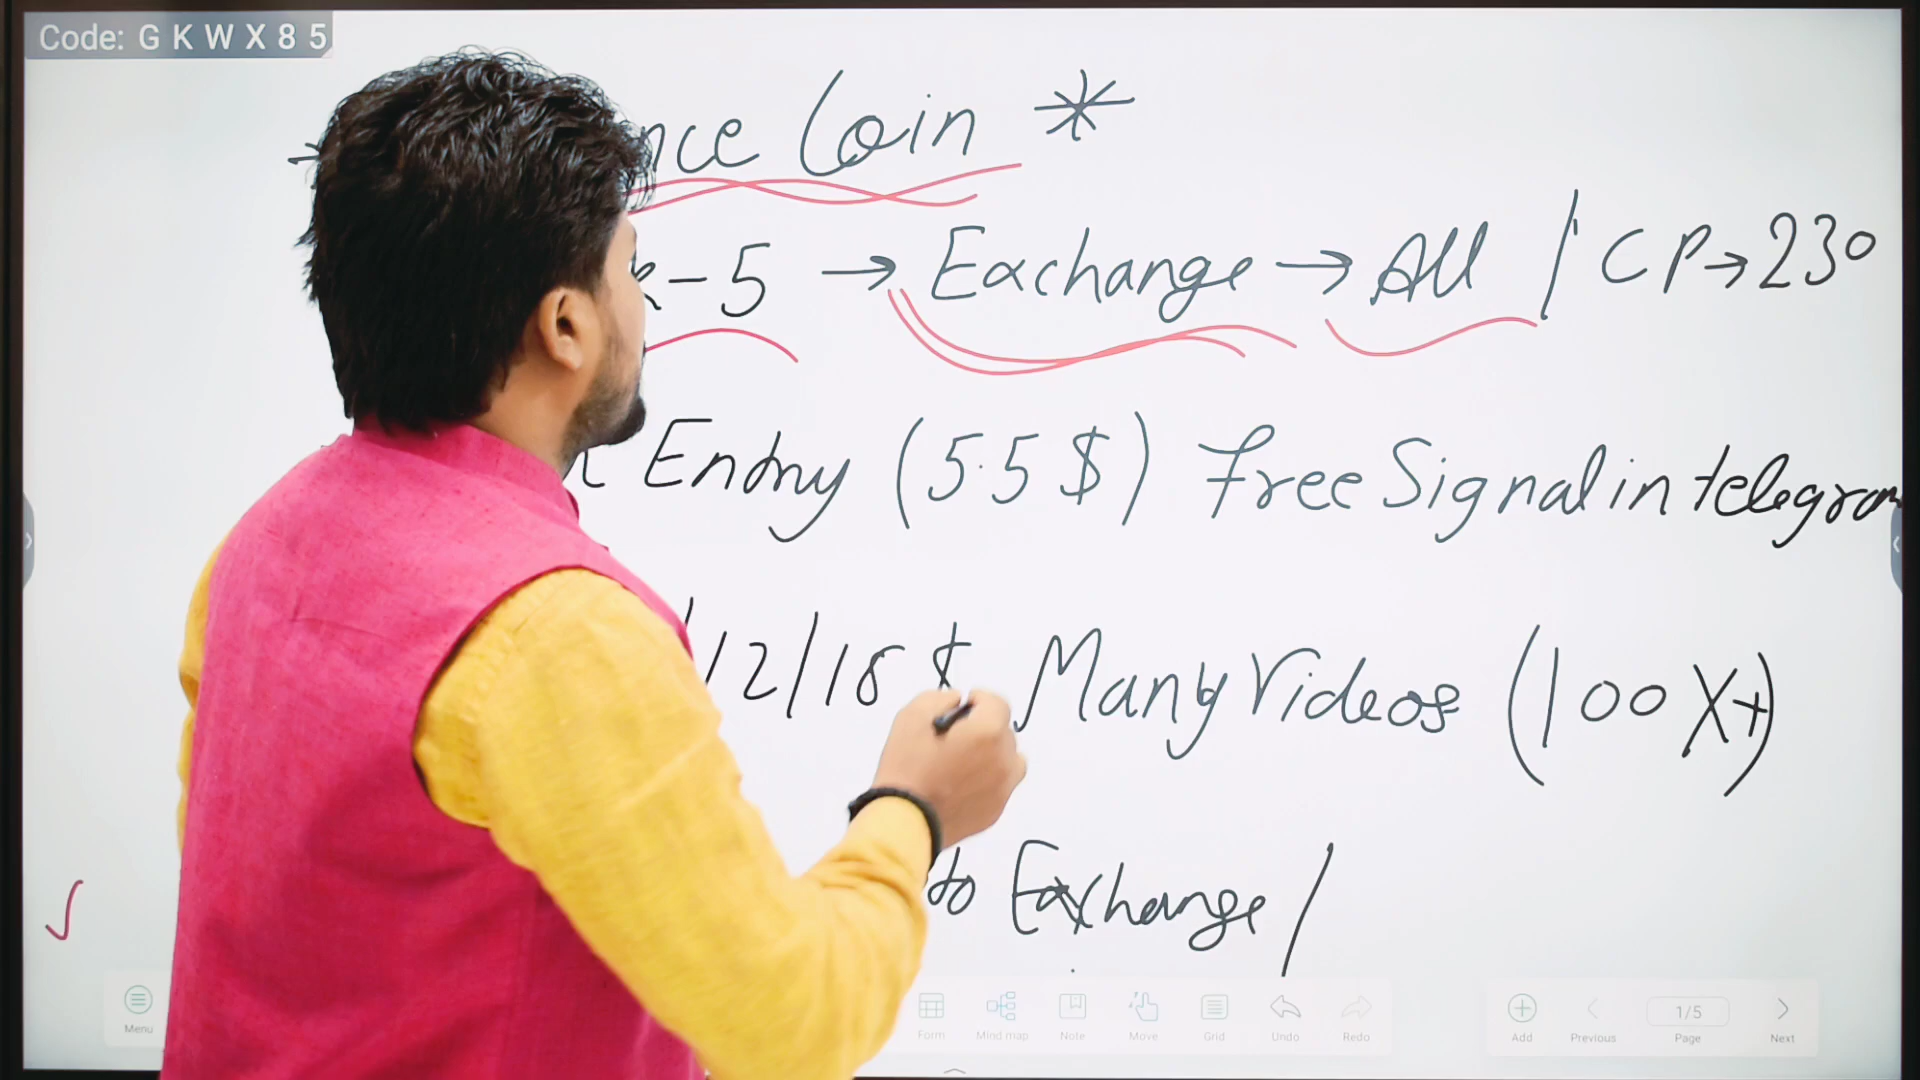 Code: G K W X 8 5
nce Coin *
k-5 → Exchange → All / CP→230
Entry (5.5$) Free Signal in telegram
/12/18 $ Many Videos (100X+)
to Exchange /
Menu Form Mind map Note Move Grid Undo Redo Add Previous 1/5 Page Next